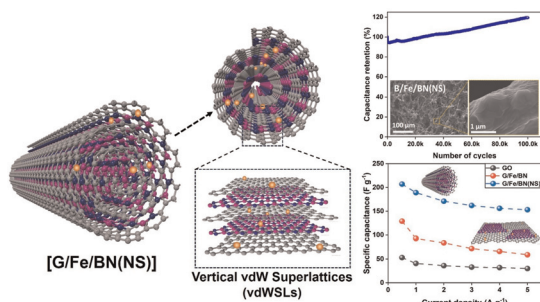 [G/Fe/BN(NS)]
Vertical vdW Superlattices
(vdWSLs)
Capacitance retention (%)
120
100
80
60
40
20
0
B/Fe/BN(NS)
100 µm
1 µm
0.0
20.0k
40.0k
60.0k
80.0k
100.0k
Number of cycles
Specific capacitance (F g⁻¹)
250
200
150
100
50
0
GO
G/Fe/BN
G/Fe/BN(NS)
0
1
2
3
4
5
Current density (A g⁻¹)